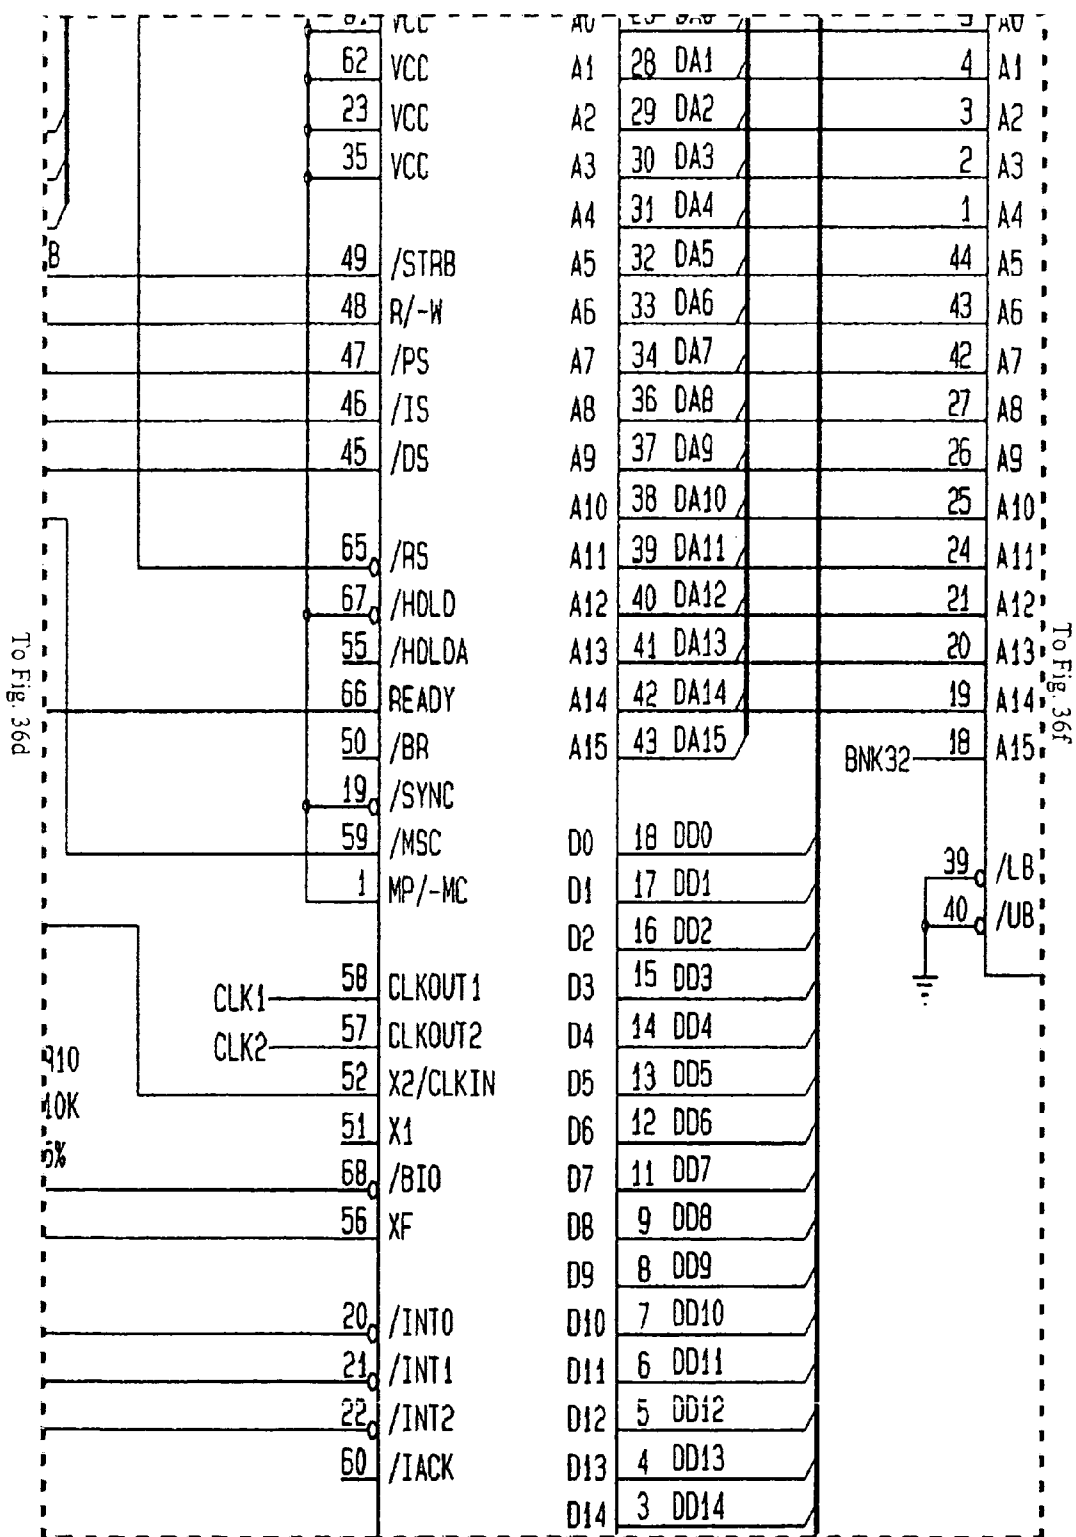 VCC A0 A0
62 VCC A1 28 DA1 4 A1
23 VCC A2 29 DA2 3 A2
35 VCC A3 30 DA3 2 A3
A4 31 DA4 1 A4
B 49 /STRB A5 32 DA5 44 A5
48 R/-W A6 33 DA6 43 A6
47 /PS A7 34 DA7 42 A7
46 /IS A8 36 DA8 27 A8
45 /DS A9 37 DA9 26 A9
A10 38 DA10 25 A10
65 /RS A11 39 DA11 24 A11
67 /HOLD A12 40 DA12 21 A12
55 /HOLDA A13 41 DA13 20 A13
66 READY A14 42 DA14 19 A14
50 /BR A15 43 DA15 BNK32 18 A15
19 /SYNC
59 /MSC D0 18 DD0 39 /LB
1 MP/-MC D1 17 DD1 40 /UB
D2 16 DD2
CLK1 58 CLKOUT1 D3 15 DD3
CLK2 57 CLKOUT2 D4 14 DD4
R10 52 X2/CLKIN D5 13 DD5
10K 51 X1 D6 12 DD6
5% 68 /BIO D7 11 DD7
56 XF D8 9 DD8
D9 8 DD9
20 /INT0 D10 7 DD10
21 /INT1 D11 6 DD11
22 /INT2 D12 5 DD12
60 /IACK D13 4 DD13
D14 3 DD14
To Fig. 36d
To Fig. 36f